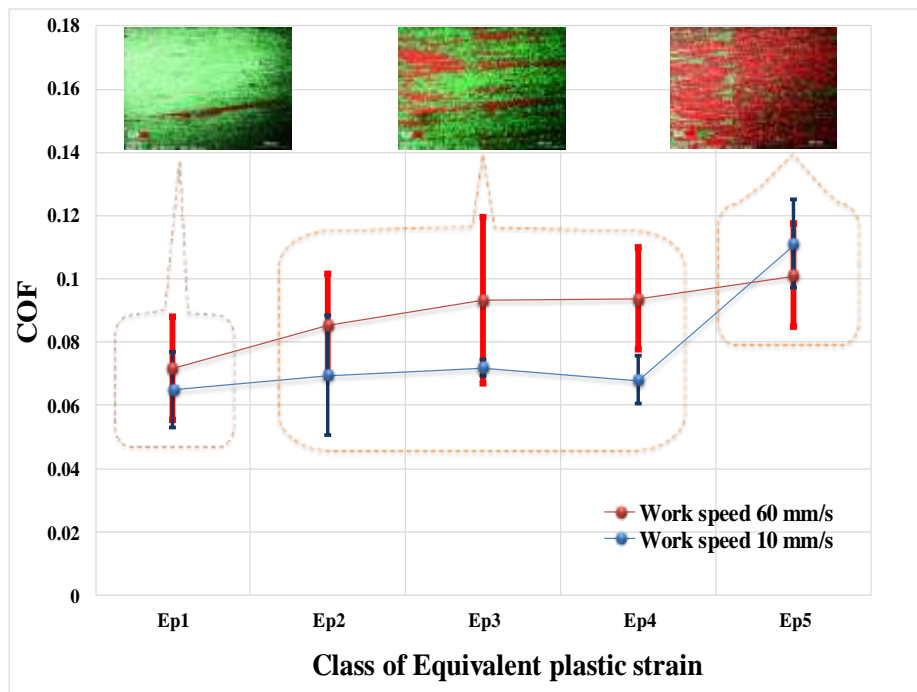 0.18
0.16
0.14
0.12
0.1
0.08
0.06
0.04
0.02
0
COF
Ep1
Ep2
Ep3
Ep4
Ep5
Work speed 60 mm/s
Work speed 10 mm/s
Class of Equivalent plastic strain